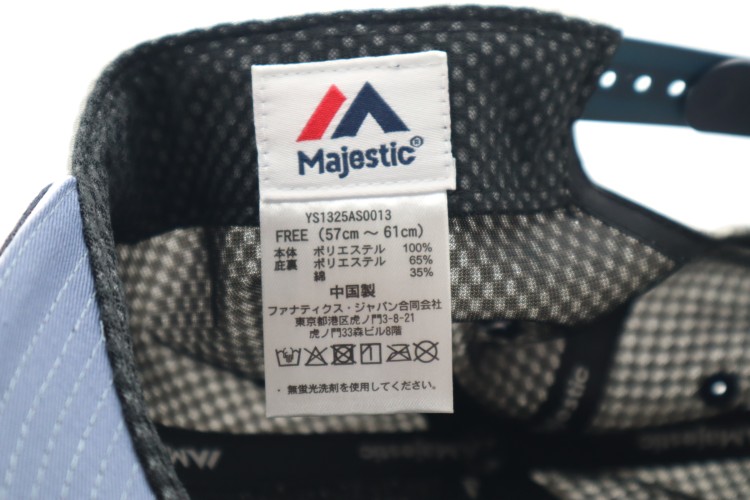 Majestic®
YS1325AS0013
FREE (57cm ～ 61cm)
本体 ポリエステル 100%
庇裏 ポリエステル 65%
綿 35%
中国製
ファナティクス・ジャパン合同会社
東京都港区虎ノ門3-8-21
虎ノ門33森ビル8階
・無蛍光洗剤を使用してください。
Majestic
Majestic